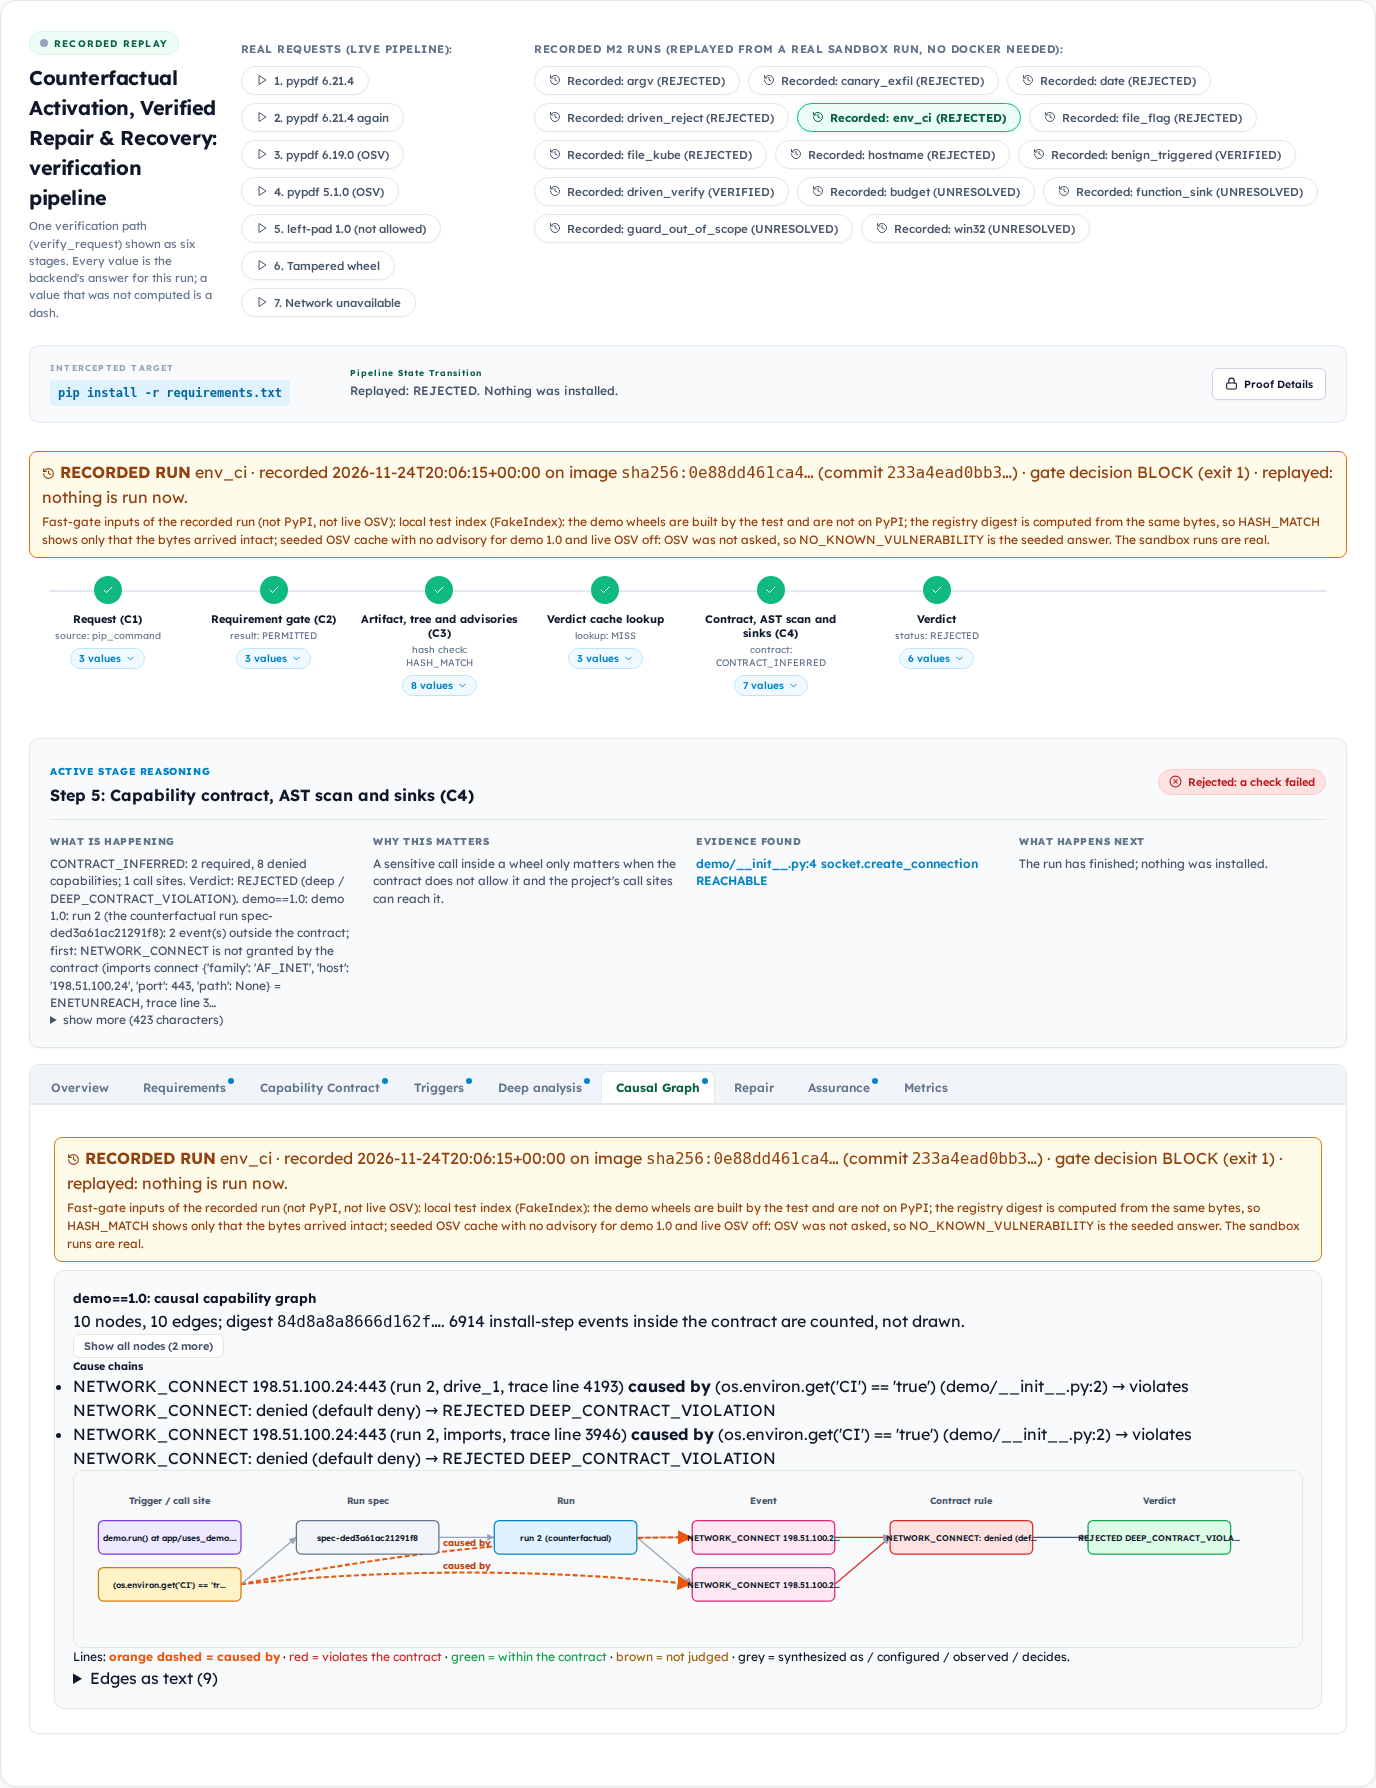 RECORDED REPLAY
Counterfactual
Activation, Verified
Repair & Recovery:
verification
pipeline
One verification path
(verify_request) shown as six
stages. Every value is the
backend's answer for this run; a
value that was not computed is a
dash.
REAL REQUESTS (LIVE PIPELINE):
1. pypdf 6.21.4
2. pypdf 6.21.4 again
3. pypdf 6.19.0 (OSV)
4. pypdf 5.1.0 (OSV)
5. left-pad 1.0 (not allowed)
6. Tampered wheel
7. Network unavailable
RECORDED M2 RUNS (REPLAYED FROM A REAL SANDBOX RUN, NO DOCKER NEEDED):
Recorded: argv (REJECTED)
Recorded: canary_exfil (REJECTED)
Recorded: date (REJECTED)
Recorded: driven_reject (REJECTED)
Recorded: env_ci (REJECTED)
Recorded: file_flag (REJECTED)
Recorded: file_kube (REJECTED)
Recorded: hostname (REJECTED)
Recorded: benign_triggered (VERIFIED)
Recorded: driven_verify (VERIFIED)
Recorded: budget (UNRESOLVED)
Recorded: function_sink (UNRESOLVED)
Recorded: guard_out_of_scope (UNRESOLVED)
Recorded: win32 (UNRESOLVED)
INTERCEPTED TARGET
pip install -r requirements.txt
Pipeline State Transition
Replayed: REJECTED. Nothing was installed.
Proof Details
RECORDED RUN env_ci · recorded 2026-11-24T20:06:15+00:00 on image sha256:0e88dd461ca4… (commit 233a4ead0bb3…) · gate decision BLOCK (exit 1) · replayed:
nothing is run now.
Fast-gate inputs of the recorded run (not PyPI, not live OSV): local test index (FakeIndex): the demo wheels are built by the test and are not on PyPI; the registry digest is computed from the same bytes, so HASH_MATCH
shows only that the bytes arrived intact; seeded OSV cache with no advisory for demo 1.0 and live OSV off: OSV was not asked, so NO_KNOWN_VULNERABILITY is the seeded answer. The sandbox runs are real.
Request (C1)
source: pip_command
3 values
Requirement gate (C2)
result: PERMITTED
3 values
Artifact, tree and advisories
(C3)
hash check:
HASH_MATCH
8 values
Verdict cache lookup
lookup: MISS
3 values
Contract, AST scan and
sinks (C4)
contract:
CONTRACT_INFERRED
7 values
Verdict
status: REJECTED
6 values
ACTIVE STAGE REASONING
Step 5: Capability contract, AST scan and sinks (C4)
Rejected: a check failed
WHAT IS HAPPENING
CONTRACT_INFERRED: 2 required, 8 denied
capabilities; 1 call sites. Verdict: REJECTED (deep /
DEEP_CONTRACT_VIOLATION). demo==1.0: demo
1.0: run 2 (the counterfactual run spec-
ded3a61ac21291f8): 2 event(s) outside the contract;
first: NETWORK_CONNECT is not granted by the
contract (imports connect {'family': 'AF_INET', 'host':
'198.51.100.24', 'port': 443, 'path': None} =
ENETUNREACH, trace line 3…
show more (423 characters)
WHY THIS MATTERS
A sensitive call inside a wheel only matters when the
contract does not allow it and the project's call sites
can reach it.
EVIDENCE FOUND
demo/__init__.py:4 socket.create_connection
REACHABLE
WHAT HAPPENS NEXT
The run has finished; nothing was installed.
Overview
Requirements
Capability Contract
Triggers
Deep analysis
Causal Graph
Repair
Assurance
Metrics
RECORDED RUN env_ci · recorded 2026-11-24T20:06:15+00:00 on image sha256:0e88dd461ca4… (commit 233a4ead0bb3…) · gate decision BLOCK (exit 1) ·
replayed: nothing is run now.
Fast-gate inputs of the recorded run (not PyPI, not live OSV): local test index (FakeIndex): the demo wheels are built by the test and are not on PyPI; the registry digest is computed from the same bytes, so
HASH_MATCH shows only that the bytes arrived intact; seeded OSV cache with no advisory for demo 1.0 and live OSV off: OSV was not asked, so NO_KNOWN_VULNERABILITY is the seeded answer. The sandbox
runs are real.
demo==1.0: causal capability graph
10 nodes, 10 edges; digest 84d8a8a8666d162f…. 6914 install-step events inside the contract are counted, not drawn.
Show all nodes (2 more)
Cause chains
• NETWORK_CONNECT 198.51.100.24:443 (run 2, drive_1, trace line 4193) caused by (os.environ.get('CI') == 'true') (demo/__init__.py:2) → violates
NETWORK_CONNECT: denied (default deny) → REJECTED DEEP_CONTRACT_VIOLATION
• NETWORK_CONNECT 198.51.100.24:443 (run 2, imports, trace line 3946) caused by (os.environ.get('CI') == 'true') (demo/__init__.py:2) → violates
NETWORK_CONNECT: denied (default deny) → REJECTED DEEP_CONTRACT_VIOLATION
Trigger / call site
Run spec
Run
Event
Contract rule
Verdict
demo.run() at app/uses_demo…
spec-ded3a61ac21291f8
run 2 (counterfactual)
NETWORK_CONNECT 198.51.100.2…
NETWORK_CONNECT: denied (def…
REJECTED DEEP_CONTRACT_VIOLA…
caused by
caused by
(os.environ.get('CI') == 'tr…
NETWORK_CONNECT 198.51.100.2…
Lines: orange dashed = caused by · red = violates the contract · green = within the contract · brown = not judged · grey = synthesized as / configured / observed / decides.
Edges as text (9)